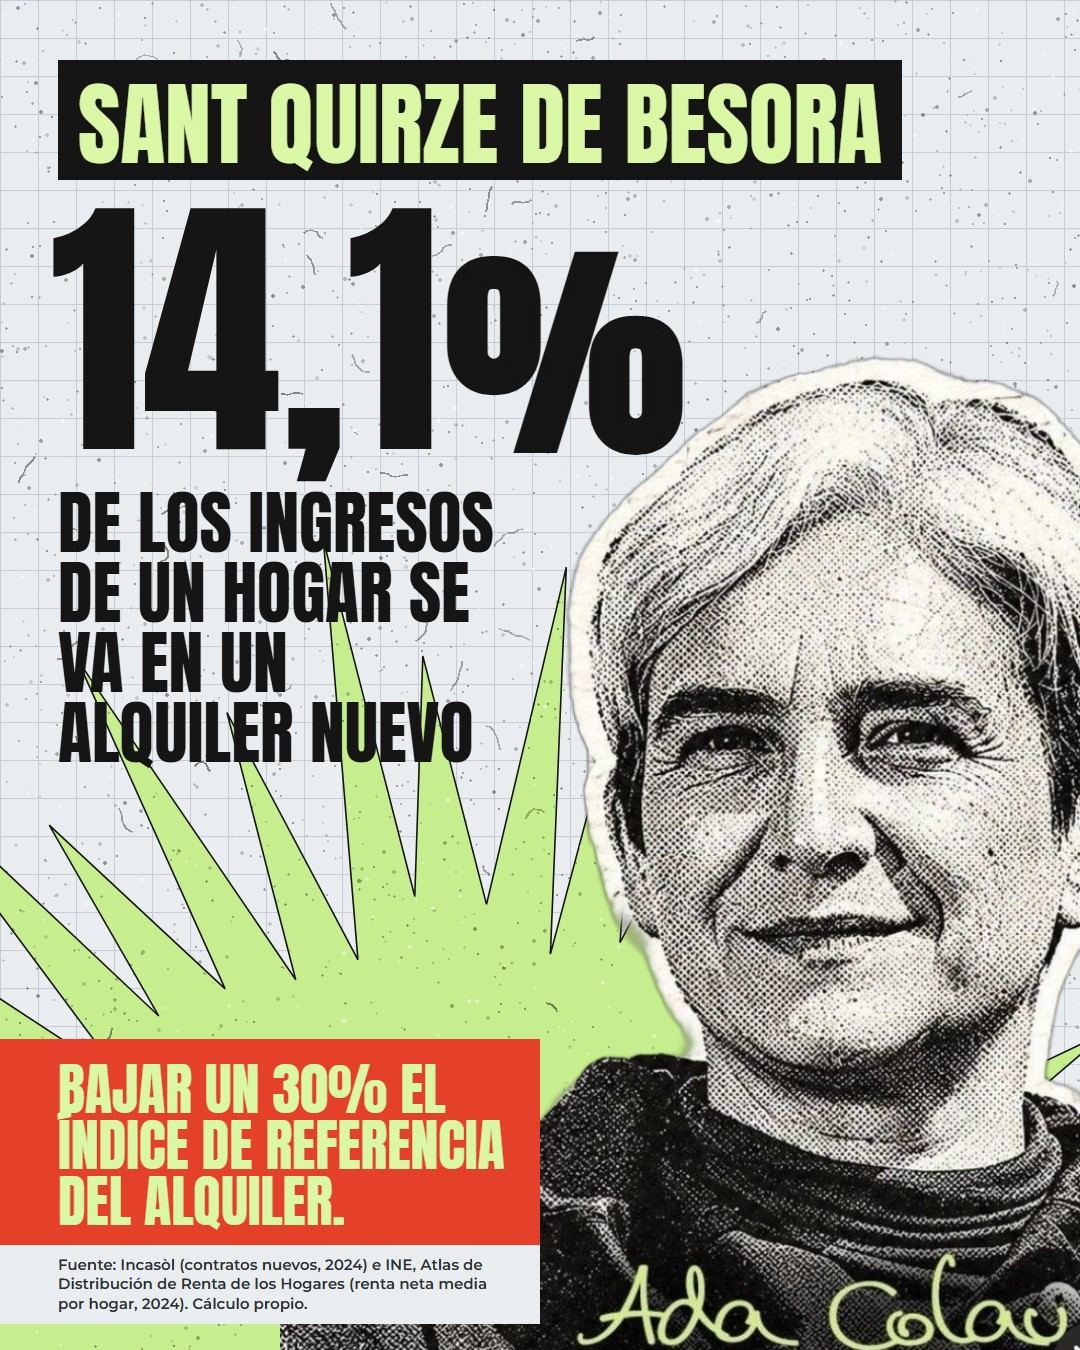 SANT QUIRZE DE BESORA
14,1%
DE LOS INGRESOS
DE UN HOGAR SE
VA EN UN
ALQUILER NUEVO
BAJAR UN 30% EL
ÍNDICE DE REFERENCIA
DEL ALQUILER.
Fuente: Incasòl (contratos nuevos, 2024) e INE, Atlas de
Distribución de Renta de los Hogares (renta neta media
por hogar, 2024). Cálculo propio.
Ada Colau